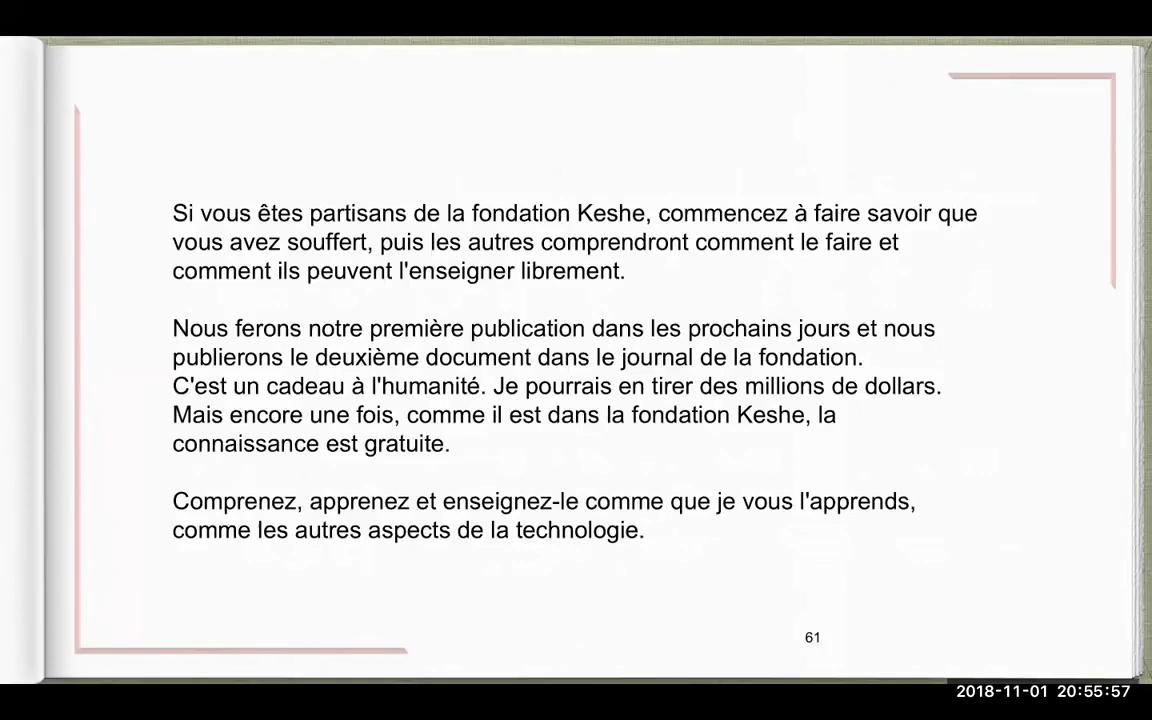 Si vous êtes partisans de la fondation Keshe, commencez à faire savoir que
vous avez souffert, puis les autres comprendront comment le faire et
comment ils peuvent l'enseigner librement.
Nous ferons notre première publication dans les prochains jours et nous
publierons le deuxième document dans le journal de la fondation.
C'est un cadeau à l'humanité. Je pourrais en tirer des millions de dollars.
Mais encore une fois, comme il est dans la fondation Keshe, la
connaissance est gratuite.
Comprenez, apprenez et enseignez-le comme que je vous l'apprends,
comme les autres aspects de la technologie.
61
2018-11-01 20:55:57